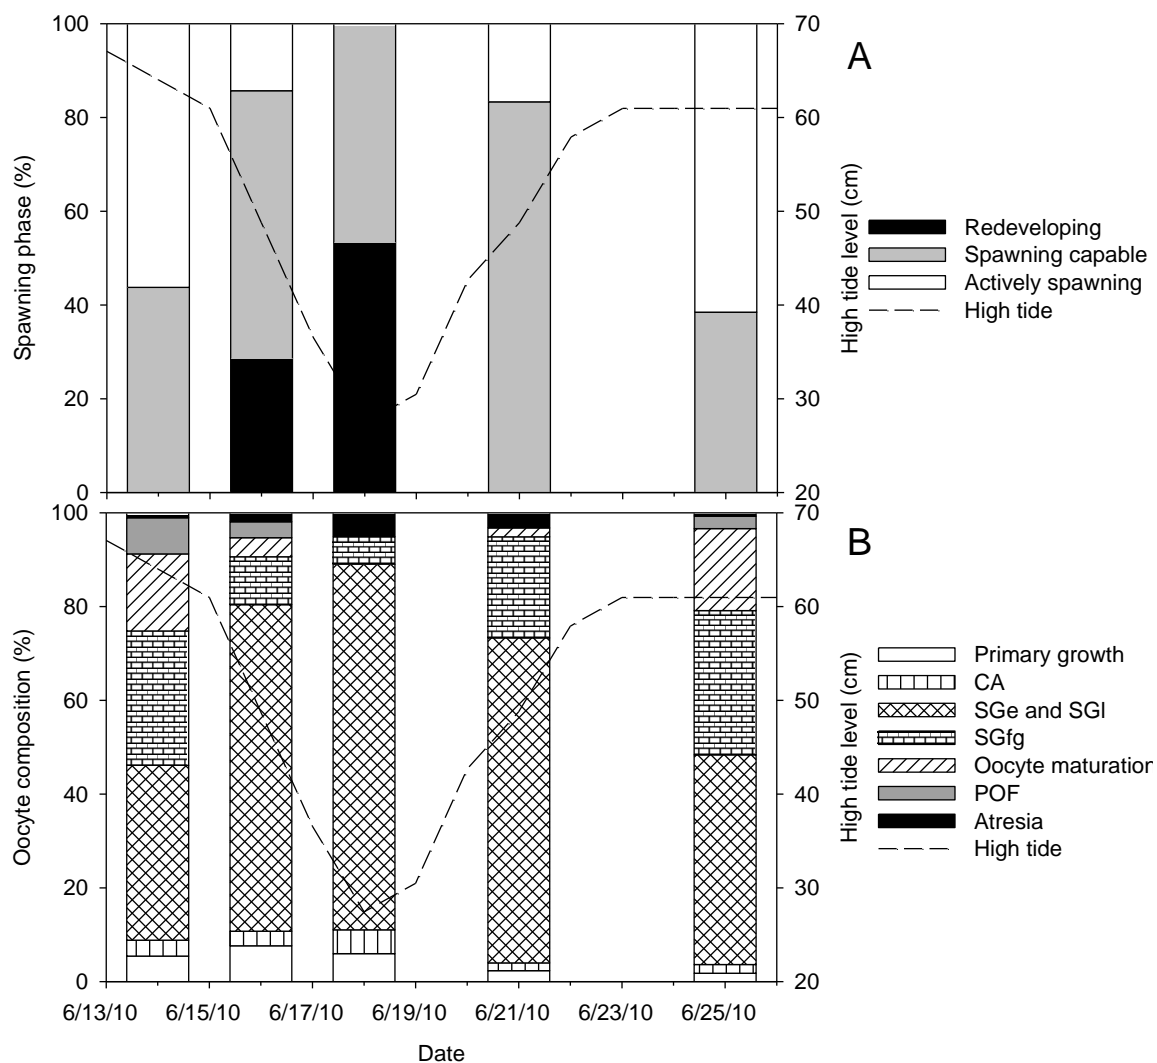 100
80
60
40
20
0
Spawning phase (%)
70
60
50
40
30
20
High tide level (cm)
A
Redeveloping
Spawning capable
Actively spawning
High tide
100
80
60
40
20
0
Oocyte composition (%)
70
60
50
40
30
20
High tide level (cm)
B
Primary growth
CA
SGe and SGl
SGfg
Oocyte maturation
POF
Atresia
High tide
6/13/10 6/15/10 6/17/10 6/19/10 6/21/10 6/23/10 6/25/10
Date